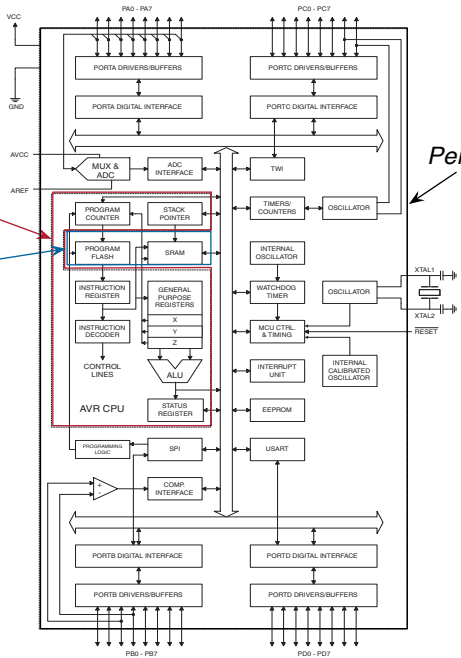 PA0 - PA7
PC0 - PC7
VCC
GND
PORTA DRIVERS/BUFFERS
PORTC DRIVERS/BUFFERS
PORTA DIGITAL INTERFACE
PORTC DIGITAL INTERFACE
AVCC
AREF
MUX &
ADC
ADC
INTERFACE
TWI
Per
PROGRAM
COUNTER
STACK
POINTER
TIMERS/
COUNTERS
OSCILLATOR
PROGRAM
FLASH
SRAM
INTERNAL
OSCILLATOR
INSTRUCTION
REGISTER
GENERAL
PURPOSE
REGISTERS
X
Y
Z
WATCHDOG
TIMER
OSCILLATOR
XTAL1
XTAL2
INSTRUCTION
DECODER
MCU CTRL.
& TIMING
RESET
CONTROL
LINES
ALU
INTERRUPT
UNIT
INTERNAL
CALIBRATED
OSCILLATOR
AVR CPU
STATUS
REGISTER
EEPROM
PROGRAMMING
LOGIC
SPI
USART
+
-
COMP.
INTERFACE
PORTB DIGITAL INTERFACE
PORTD DIGITAL INTERFACE
PORTB DRIVERS/BUFFERS
PORTD DRIVERS/BUFFERS
PB0 - PB7
PD0 - PD7